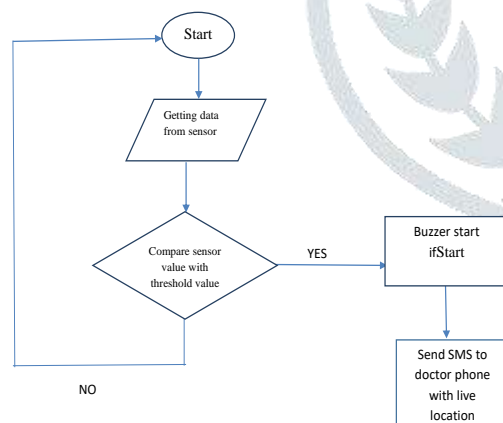 Start
Getting data
from sensor
Compare sensor
value with
threshold value
YES
Buzzer start
ifStart
Send SMS to
doctor phone
with live
location
NO